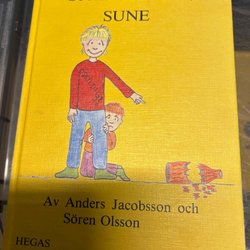 SUNE
Av Anders Jacobsson och
Sören Olsson
HEGAS